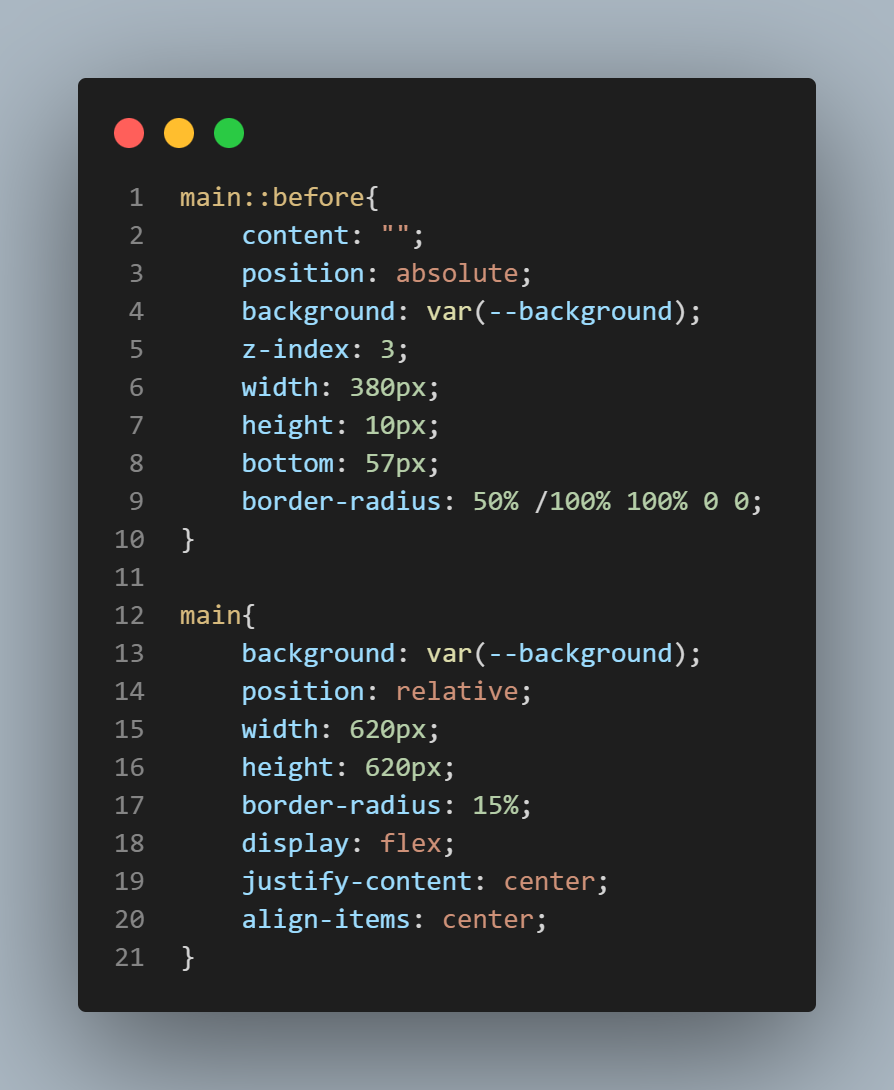 1 main::before{
2     content: "";
3     position: absolute;
4     background: var(--background);
5     z-index: 3;
6     width: 380px;
7     height: 10px;
8     bottom: 57px;
9     border-radius: 50% /100% 100% 0 0;
10 }
11
12 main{
13     background: var(--background);
14     position: relative;
15     width: 620px;
16     height: 620px;
17     border-radius: 15%;
18     display: flex;
19     justify-content: center;
20     align-items: center;
21 }